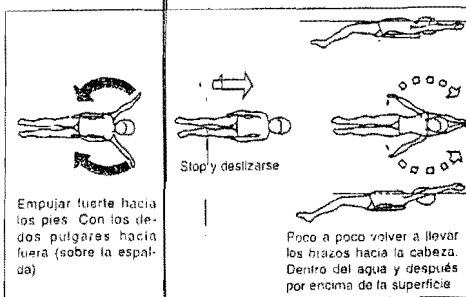 Empujar fuerte hacia
los pies Con los de-
dos pulgares hacia
fuera (sobre la espal-
da)
Stop y deslizarse
Poco a poco volver a llevar
los brazos hacia la cabeza.
Dentro del agua y después
por encima de la superficie